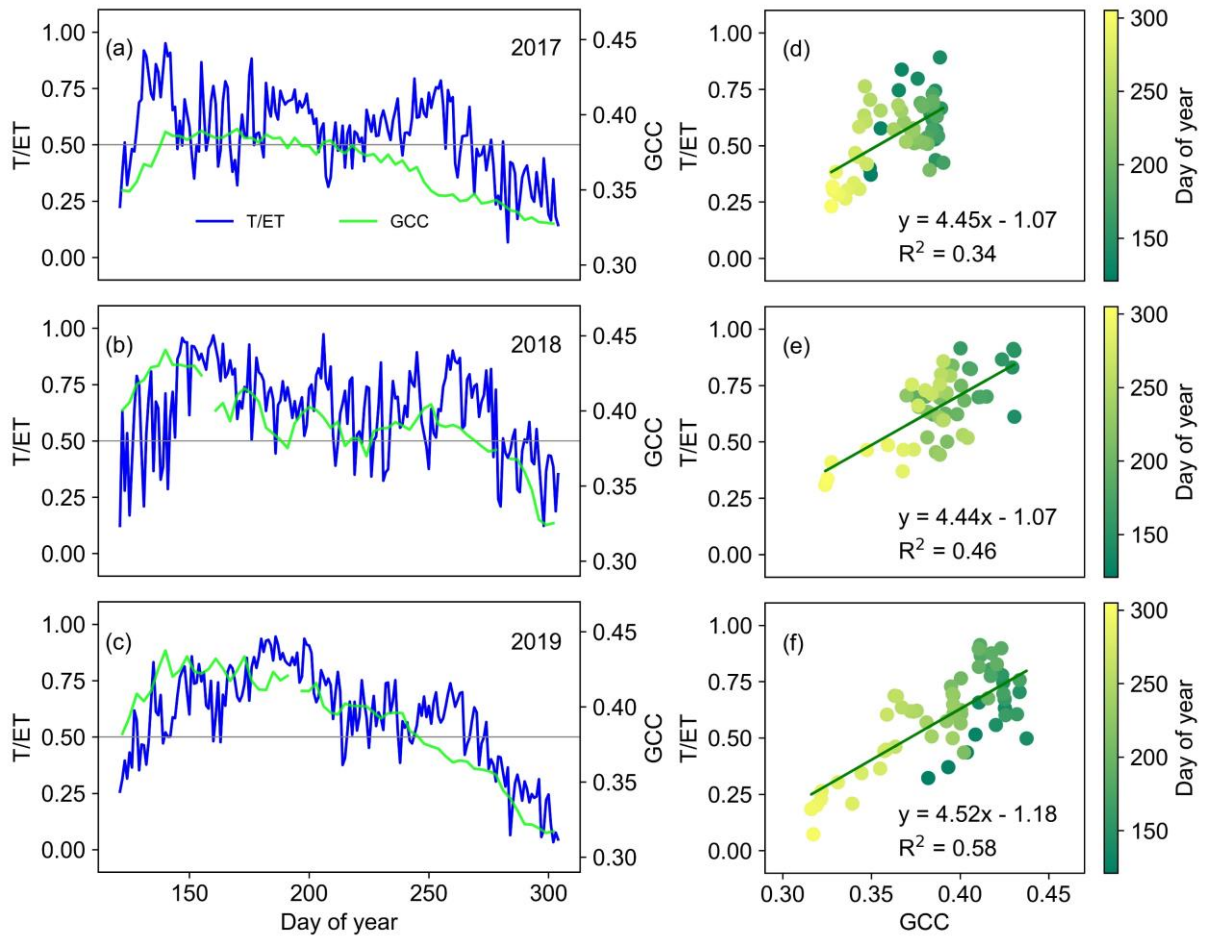 (a)
2017
1.00
0.75
0.50
0.25
0.00
T/ET
0.45
0.40
0.35
0.30
GCC
T/ET
GCC
(d)
1.00
0.75
0.50
0.25
0.00
T/ET
y = 4.45x - 1.07
R² = 0.34
300
250
200
150
Day of year
(b)
2018
1.00
0.75
0.50
0.25
0.00
T/ET
0.45
0.40
0.35
0.30
GCC
(e)
1.00
0.75
0.50
0.25
0.00
T/ET
y = 4.44x - 1.07
R² = 0.46
300
250
200
150
Day of year
(c)
2019
1.00
0.75
0.50
0.25
0.00
T/ET
0.45
0.40
0.35
0.30
GCC
150 200 250 300
Day of year
(f)
1.00
0.75
0.50
0.25
0.00
T/ET
y = 4.52x - 1.18
R² = 0.58
0.30 0.35 0.40 0.45
GCC
300
250
200
150
Day of year